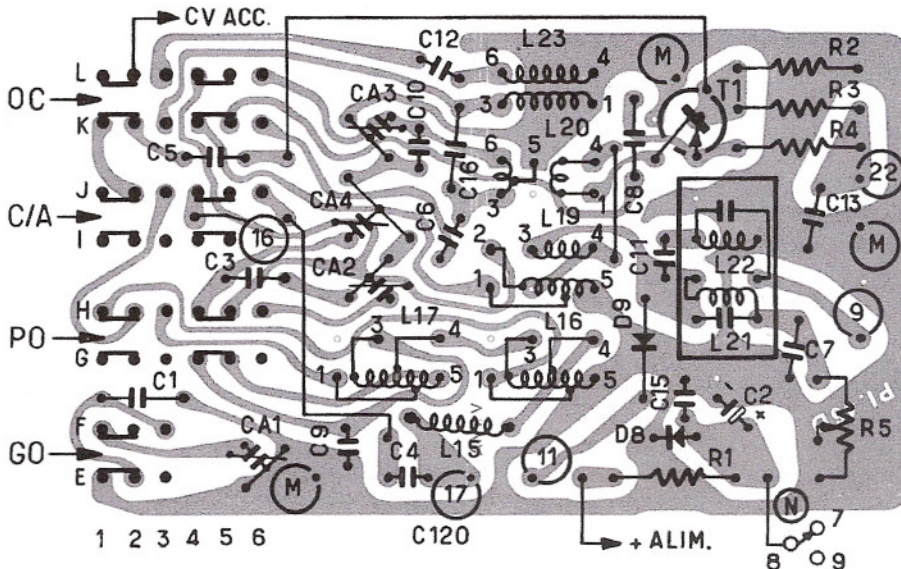 CV ACC.
L
OC
K
C5
C12
L23
6 4
3 1
L20
CA3
C10
C16
M
T1
R2
R3
R4
22
C13
M
J
C/A
I
16
CA4
C6
6 5 4
3 1
L19
C8
C11
L22
L21
C3
CA2
2 3 4
1 5
H
PO
G
L17
3 4
1 5
L16
3 4
1 5
D9
9
C7
C1
F
GO
E
CA1
M
C9
C4
L15
17
11
C15
D8
R1
C2
+
R5
N
1 2 3 4 5 6
C120
+ ALIM.
8
7
9